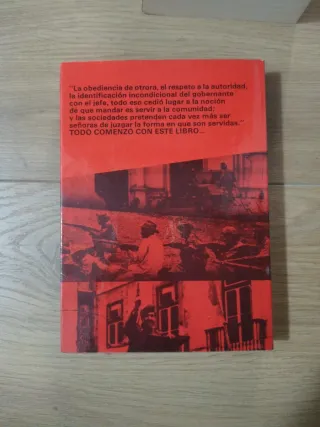 "La obediencia de otrora, el respeto a la autoridad,
la identificación incondicional del gobernante
con el jefe, todo eso cedió lugar a la noción
de que mandar es servir a la comunidad;
y las sociedades pretenden cada vez más ser
señoras de juzgar la forma en que son servidas."
TODO COMENZO CON ESTE LIBRO...